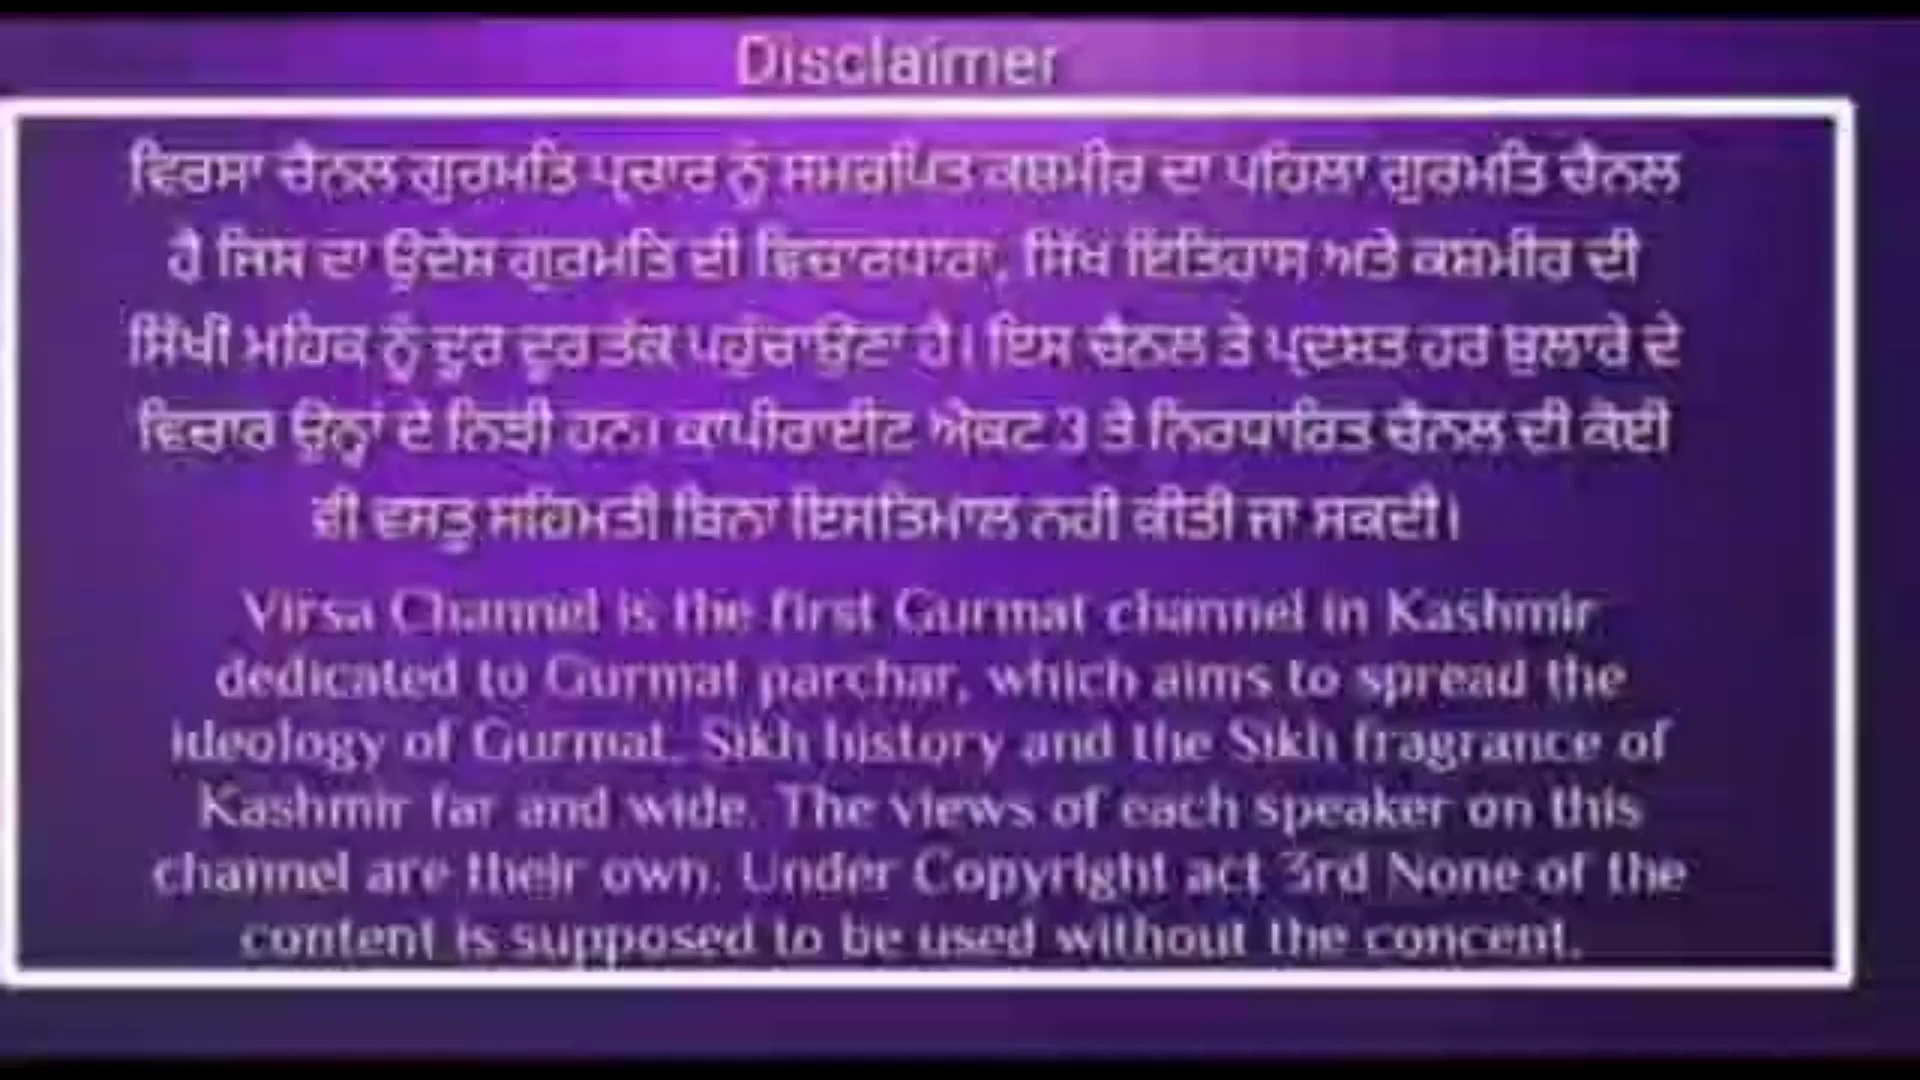 Disclaimer
ਵਿਰਸਾ ਚੈਨਲ ਗੁਰਮਤਿ ਪ੍ਰਚਾਰ ਨੂੰ ਸਮਰਪਿਤ ਕਸ਼ਮੀਰ ਦਾ ਪਹਿਲਾ ਗੁਰਮਤਿ ਚੈਨਲ
ਹੈ ਜਿਸ ਦਾ ਉਦੇਸ਼ ਗੁਰਮਤਿ ਦੀ ਵਿਚਾਰਧਾਰਾ, ਸਿੱਖ ਇਤਿਹਾਸ ਅਤੇ ਕਸ਼ਮੀਰ ਦੀ
ਸਿੱਖੀ ਮਹਿਕ ਨੂੰ ਦੂਰ ਦੂਰ ਤੱਕ ਪਹੁੰਚਾਉਣਾ ਹੈ। ਇਸ ਚੈਨਲ ਤੇ ਪ੍ਰਦਸ਼ਤ ਹਰ ਬੁਲਾਰੇ ਦੇ
ਵਿਚਾਰ ਉਨ੍ਹਾਂ ਦੇ ਨਿੱਜੀ ਹਨ। ਕਾਪੀਰਾਈਟ ਐਕਟ 3 ਤੇ ਨਿਰਧਾਰਿਤ ਚੈਨਲ ਦੀ ਕੋਈ
ਵੀ ਵਸਤੂ ਸਹਿਮਤੀ ਬਿਨਾ ਇਸਤਿਮਾਲ ਨਹੀ ਕੀਤੀ ਜਾ ਸਕਦੀ।
Virsa Channel is the first Gurmat channel in Kashmir
dedicated to Gurmat parchar, which aims to spread the
ideology of Gurmat. Sikh history and the Sikh fragrance of
Kashmir far and wide. The views of each speaker on this
channel are their own. Under Copyright act 3rd None of the
content is supposed to be used without the concent.